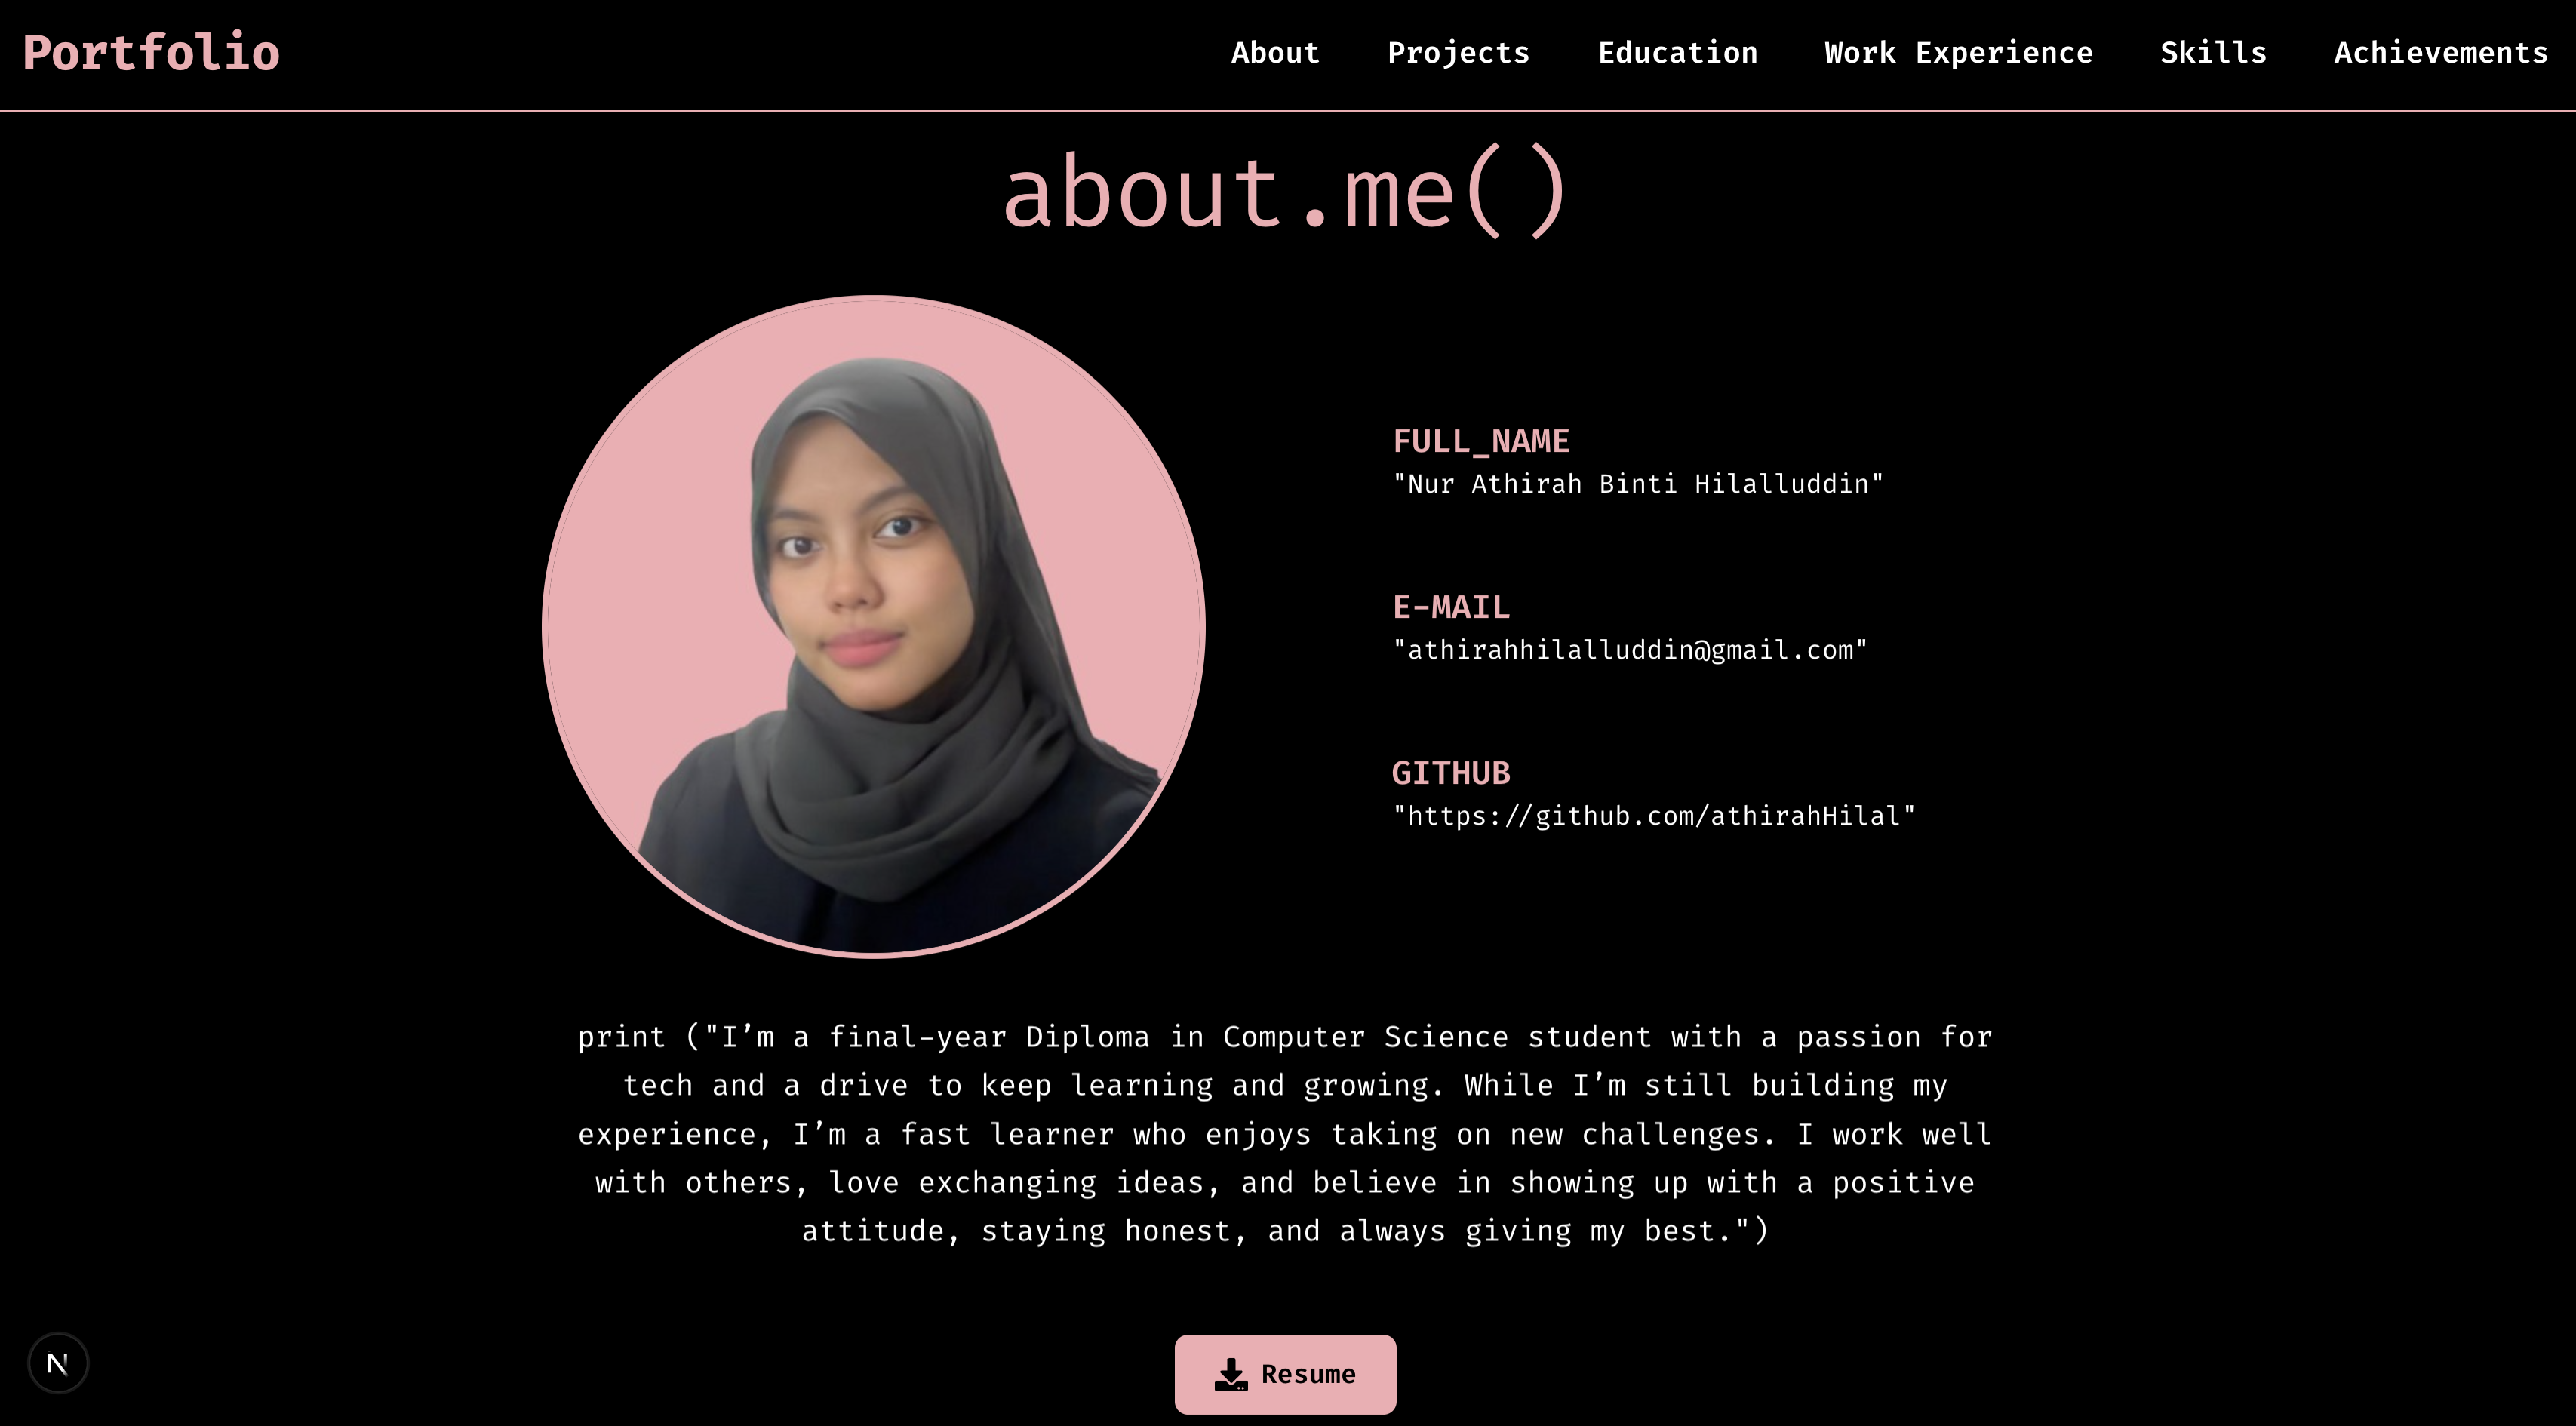 Portfolio
About Projects Education Work Experience Skills Achievements
about.me()
FULL_NAME
"Nur Athirah Binti Hilalluddin"
E-MAIL
"athirahhilalluddin@gmail.com"
GITHUB
"https://github.com/athirahHilal"
print ("I’m a final-year Diploma in Computer Science student with a passion for
tech and a drive to keep learning and growing. While I’m still building my
experience, I’m a fast learner who enjoys taking on new challenges. I work well
with others, love exchanging ideas, and believe in showing up with a positive
attitude, staying honest, and always giving my best.")
N
Resume